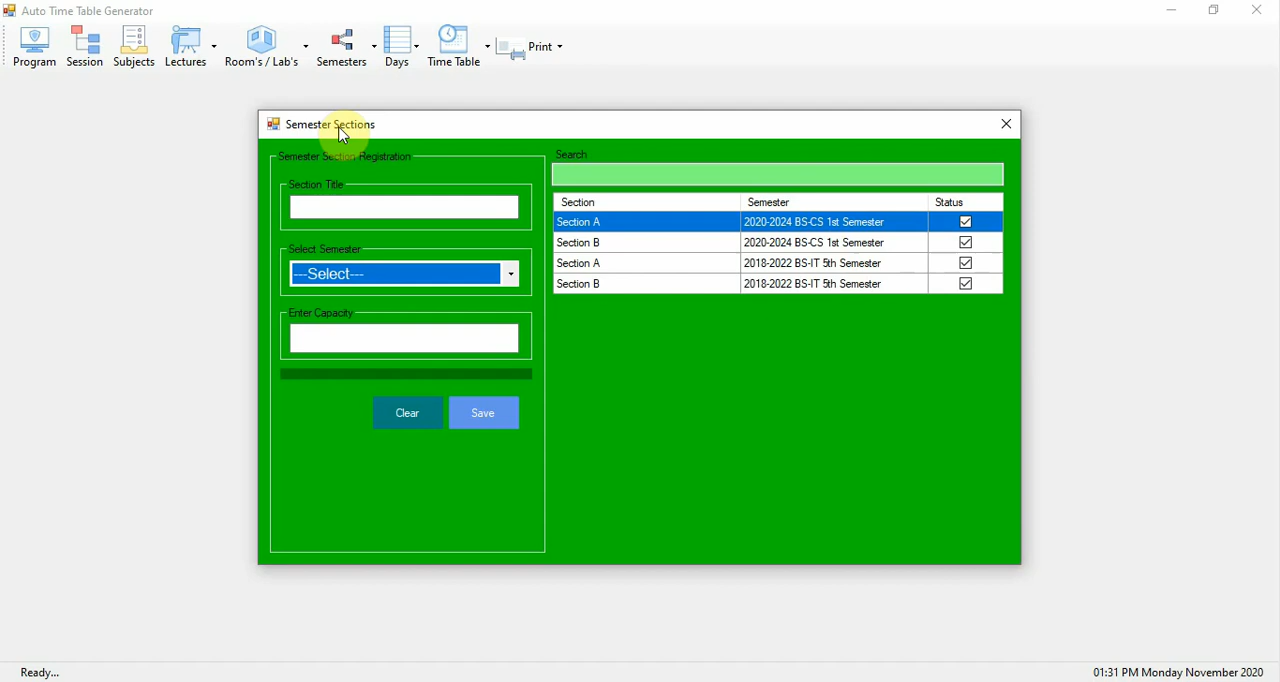 Auto Time Table Generator
Program Session Subjects Lectures Room's / Lab's Semesters Days Time Table Print
Semester Sections
Semester Section Registration
Section Title
Select Semester
---Select---
Enter Capacity
Clear Save
Search
Section Semester Status
Section A 2020-2024 BS-CS 1st Semester
Section B 2020-2024 BS-CS 1st Semester
Section A 2018-2022 BS-IT 5th Semester
Section B 2018-2022 BS-IT 5th Semester
Ready... 01:31 PM Monday November 2020